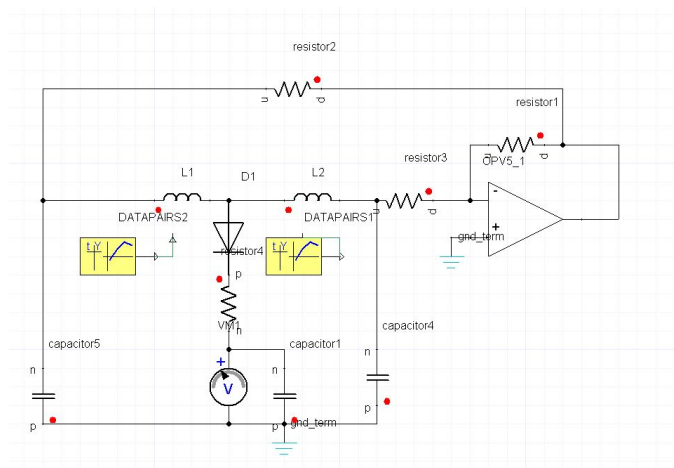 resistor2
n
p
resistor1
n
p
OPV5_1
resistor3
n
p
-
+
gnd_term
L1
D1
L2
DATAPAIRS2
DATAPAIRS1
t
Y
t
Y
resistor4
p
n
VM1
+
V
capacitor5
n
p
capacitor1
n
p
gnd_term
capacitor4
n
p